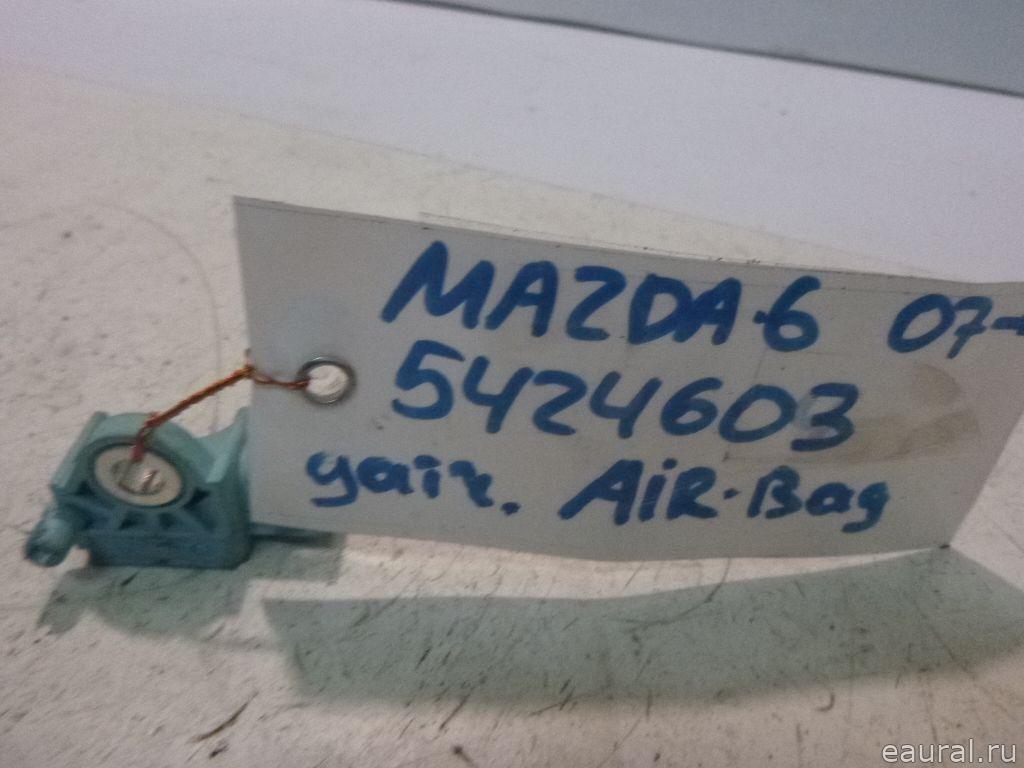 MAZDA-6 07-
5424603
датч. AiR-Bag
eaural.ru